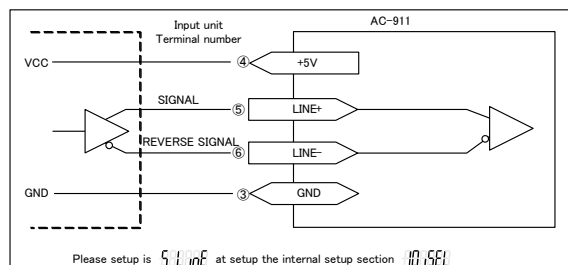 AC-911
Input unit
Terminal number
VCC ④ +5V
SIGNAL ⑤ LINE+
REVERSE SIGNAL ⑥ LINE-
GND ③ GND
Please setup is at setup the internal setup section